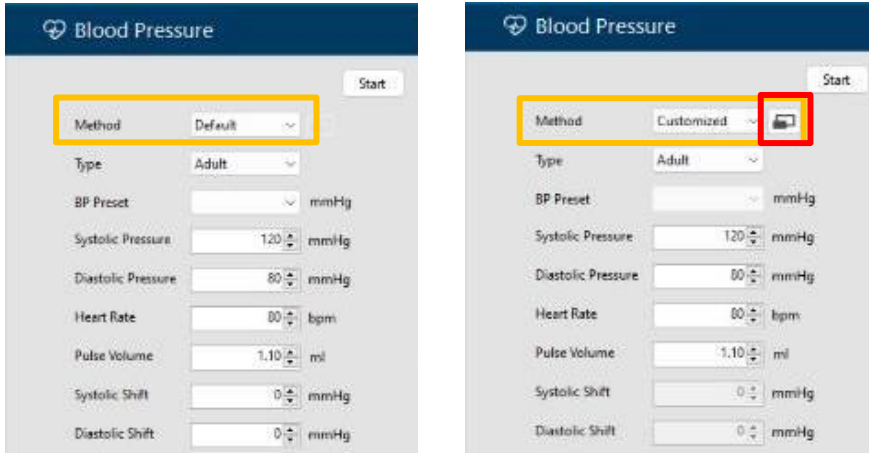 Blood Pressure
Start
Method Default
Type Adult
BP Preset mmHg
Systolic Pressure 120 mmHg
Diastolic Pressure 80 mmHg
Heart Rate 80 bpm
Pulse Volume 1.10 ml
Systolic Shift 0 mmHg
Diastolic Shift 0 mmHg
Blood Pressure
Start
Method Customized
Type Adult
BP Preset mmHg
Systolic Pressure 120 mmHg
Diastolic Pressure 80 mmHg
Heart Rate 80 bpm
Pulse Volume 1.10 ml
Systolic Shift 0 mmHg
Diastolic Shift 0 mmHg